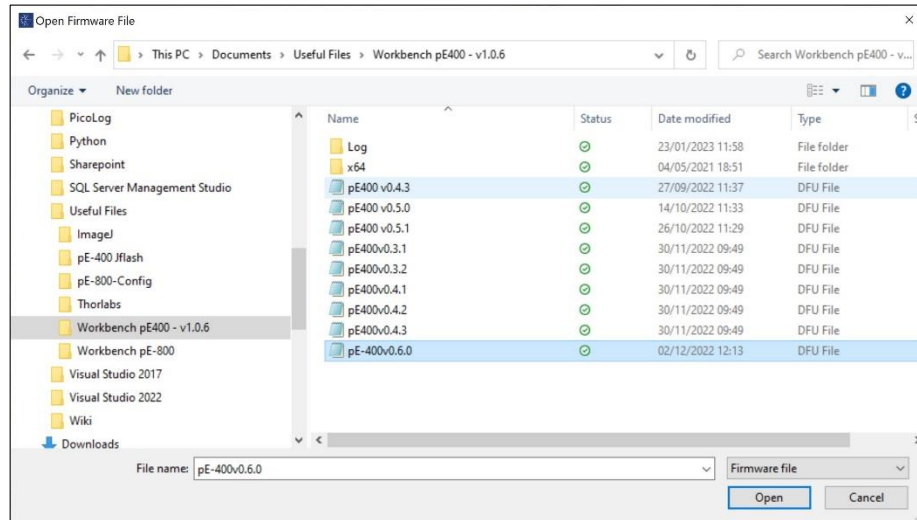 Open Firmware File
This PC > Documents > Useful Files > Workbench pE400 - v1.0.6
Search Workbench pE400 - v...
Organize
New folder
PicoLog
Python
Sharepoint
SQL Server Management Studio
Useful Files
ImageJ
pE-400 Jflash
pE-800-Config
Thorlabs
Workbench pE400 - v1.0.6
Workbench pE-800
Visual Studio 2017
Visual Studio 2022
Wiki
Downloads
Name Status Date modified Type
Log 23/01/2023 11:58 File folder
x64 04/05/2021 18:51 File folder
pE400 v0.4.3 27/09/2022 11:37 DFU File
pE400 v0.5.0 14/10/2022 11:33 DFU File
pE400 v0.5.1 26/10/2022 11:29 DFU File
pE400v0.3.1 30/11/2022 09:49 DFU File
pE400v0.3.2 30/11/2022 09:49 DFU File
pE400v0.4.1 30/11/2022 09:49 DFU File
pE400v0.4.2 30/11/2022 09:49 DFU File
pE400v0.4.3 30/11/2022 09:49 DFU File
pE-400v0.6.0 02/12/2022 12:13 DFU File
File name: pE-400v0.6.0
Firmware file
Open
Cancel